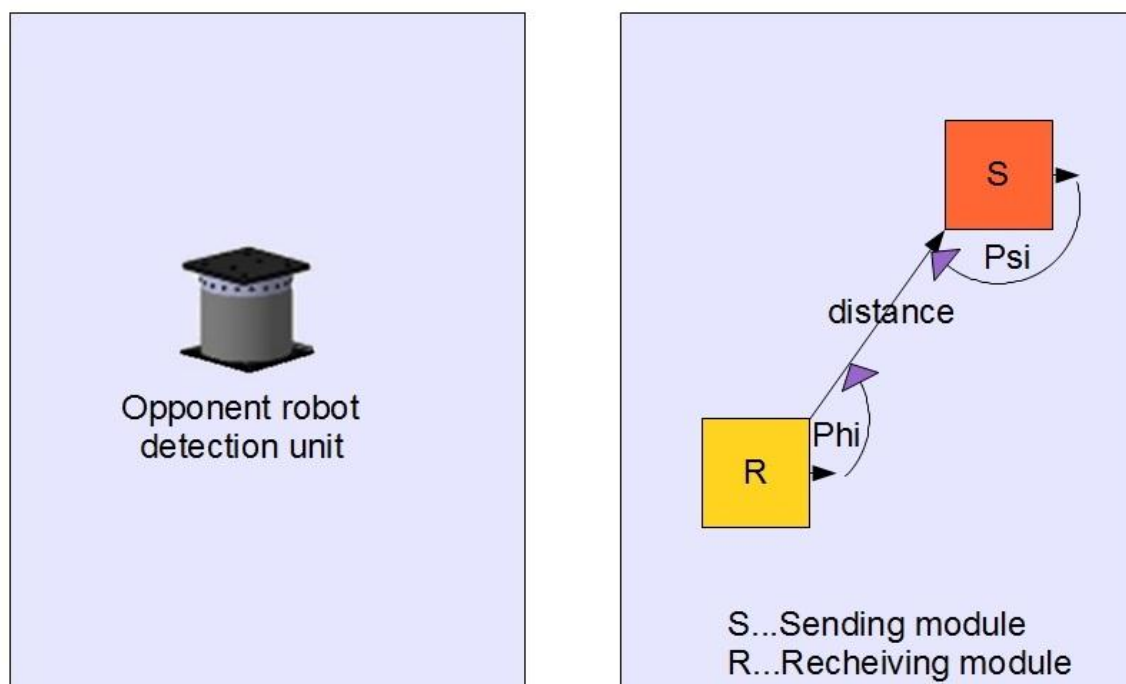 Opponent robot
detection unit
S
Psi
distance
Phi
R
S...Sending module
R...Recheiving module